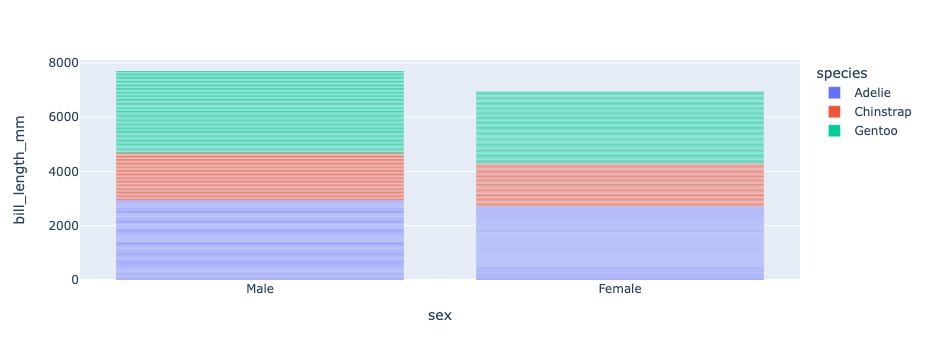 8000
6000
4000
2000
0
bill_length_mm
Male
Female
sex
species
Adelie
Chinstrap
Gentoo